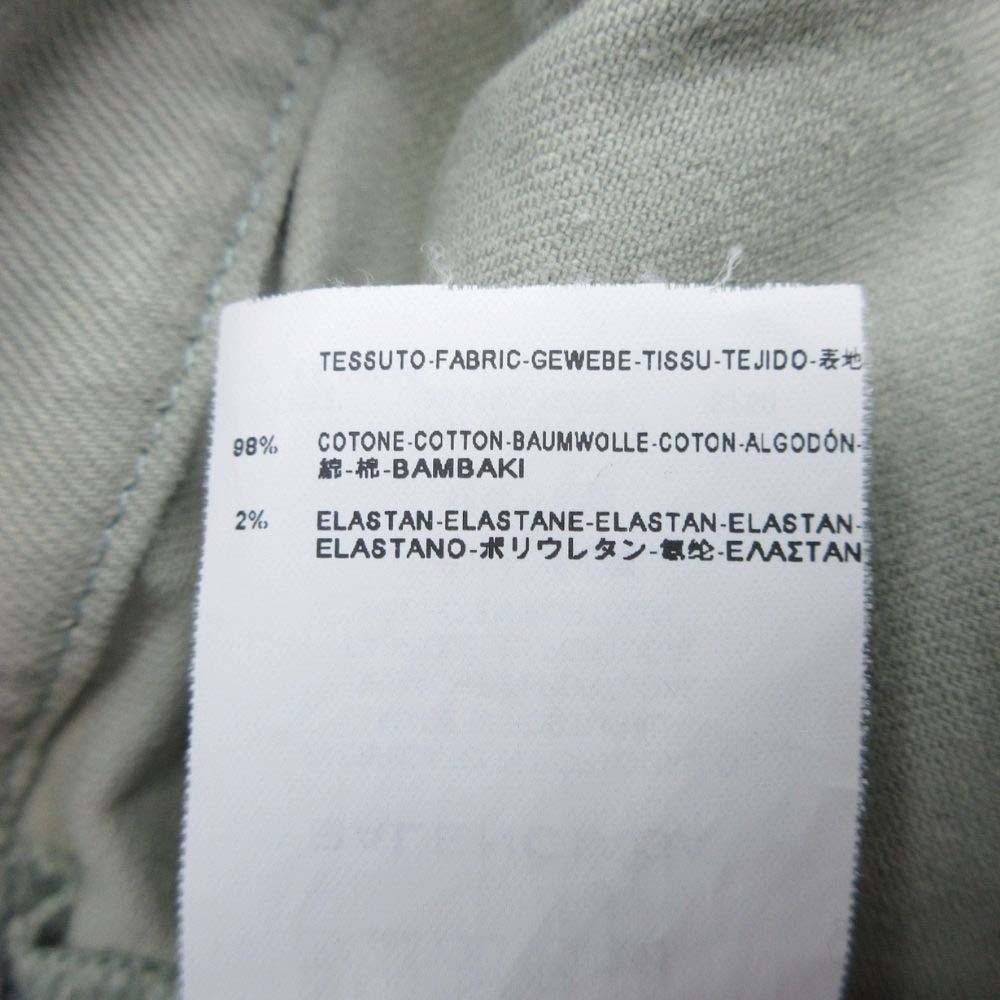 TESSUTO-FABRIC-GEWEBE-TISSU-TEJIDO-表地
98% COTONE-COTTON-BAUMWOLLE-COTON-ALGODÓN-
綿-棉-BAMBAKI
2% ELASTAN-ELASTANE-ELASTAN-ELASTAN-
ELASTANO-ポリウレタン-氨纶-ΕΛΑΣΤΑΝ